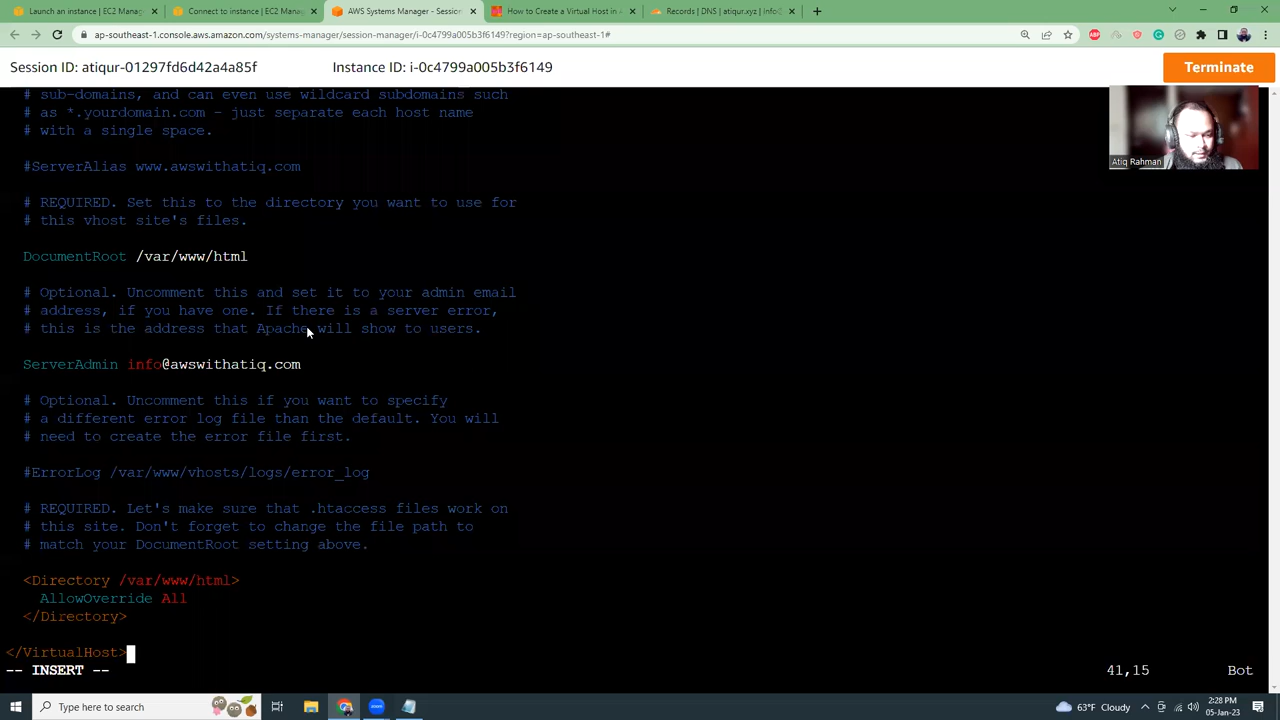 Launch an instance | EC2 Manag
Connect to instance | EC2 Manag
AWS Systems Manager - Session
How to Create a Virtual Host in A
Records | DNS | atiqur.xyz | Info@
ap-southeast-1.console.aws.amazon.com/systems-manager/session-manager/i-0c4799a005b3f6149?region=ap-southeast-1#
Session ID: atiqur-01297fd6d42a4a85f
Instance ID: i-0c4799a005b3f6149
Terminate
# sub-domains, and can even use wildcard subdomains such
# as *.yourdomain.com - just separate each host name
# with a single space.
#ServerAlias www.awswithatiq.com
# REQUIRED. Set this to the directory you want to use for
# this vhost site's files.
DocumentRoot /var/www/html
# Optional. Uncomment this and set it to your admin email
# address, if you have one. If there is a server error,
# this is the address that Apache will show to users.
ServerAdmin info@awswithatiq.com
# Optional. Uncomment this if you want to specify
# a different error log file than the default. You will
# need to create the error file first.
#ErrorLog /var/www/vhosts/logs/error_log
# REQUIRED. Let's make sure that .htaccess files work on
# this site. Don't forget to change the file path to
# match your DocumentRoot setting above.
<Directory /var/www/html>
AllowOverride All
</Directory>
</VirtualHost>
-- INSERT --
41,15
Bot
Atiq Rahman
Type here to search
63°F Cloudy
2:28 PM
05-Jan-23